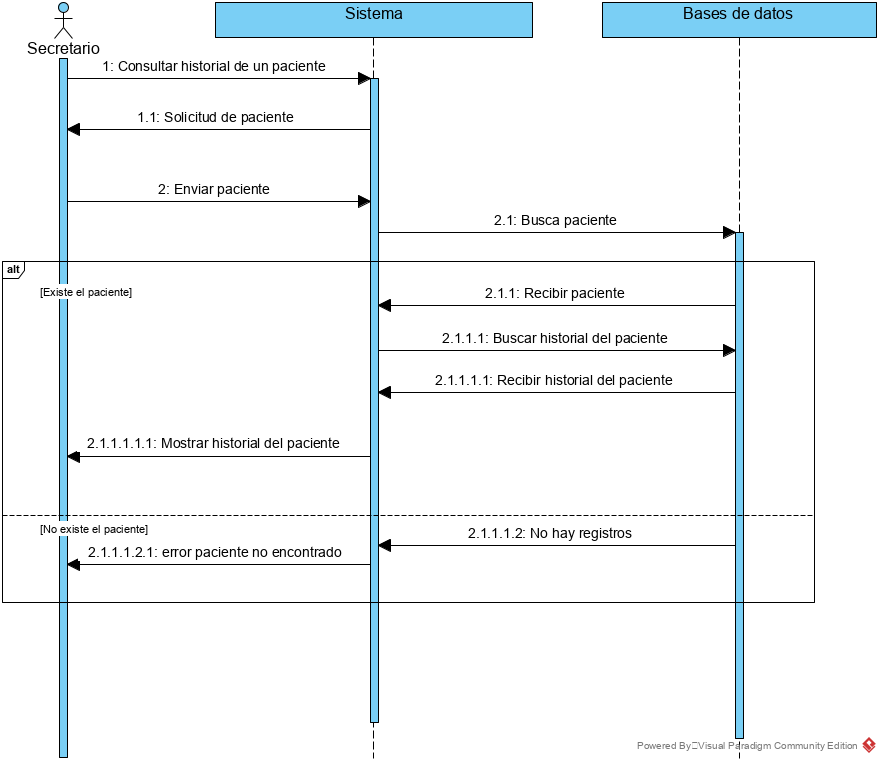 Sistema
Bases de datos
Secretario
1: Consultar historial de un paciente
1.1: Solicitud de paciente
2: Enviar paciente
2.1: Busca paciente
alt
[Existe el paciente]
2.1.1: Recibir paciente
2.1.1.1: Buscar historial del paciente
2.1.1.1.1: Recibir historial del paciente
2.1.1.1.1.1: Mostrar historial del paciente
[No existe el paciente]
2.1.1.1.2: No hay registros
2.1.1.1.2.1: error paciente no encontrado
Powered By Visual Paradigm Community Edition